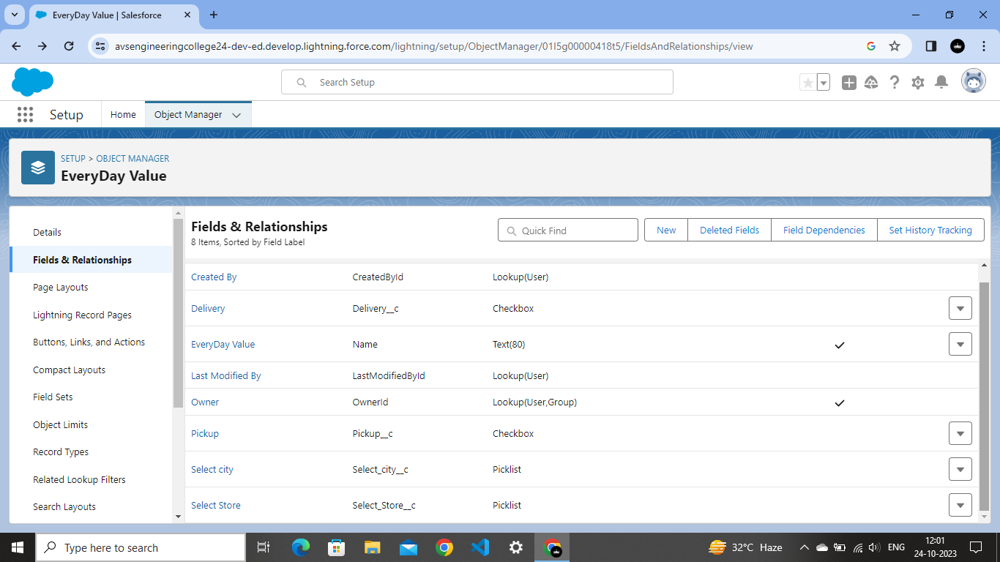 EveryDay Value | Salesforce
avsengineeringcollege24-dev-ed.develop.lightning.force.com/lightning/setup/ObjectManager/01I5g00000418t5/FieldsAndRelationships/view
Search Setup
Setup
Home
Object Manager
SETUP > OBJECT MANAGER
EveryDay Value
Details
Fields & Relationships
Page Layouts
Lightning Record Pages
Buttons, Links, and Actions
Compact Layouts
Field Sets
Object Limits
Record Types
Related Lookup Filters
Search Layouts
Fields & Relationships
8 Items, Sorted by Field Label
Quick Find
New
Deleted Fields
Field Dependencies
Set History Tracking
Created By CreatedById Lookup(User)
Delivery Delivery__c Checkbox
EveryDay Value Name Text(80)
Last Modified By LastModifiedById Lookup(User)
Owner OwnerId Lookup(User,Group)
Pickup Pickup__c Checkbox
Select city Select_city__c Picklist
Select Store Select_Store__c Picklist
Type here to search
32°C Haze
ENG
12:01
24-10-2023